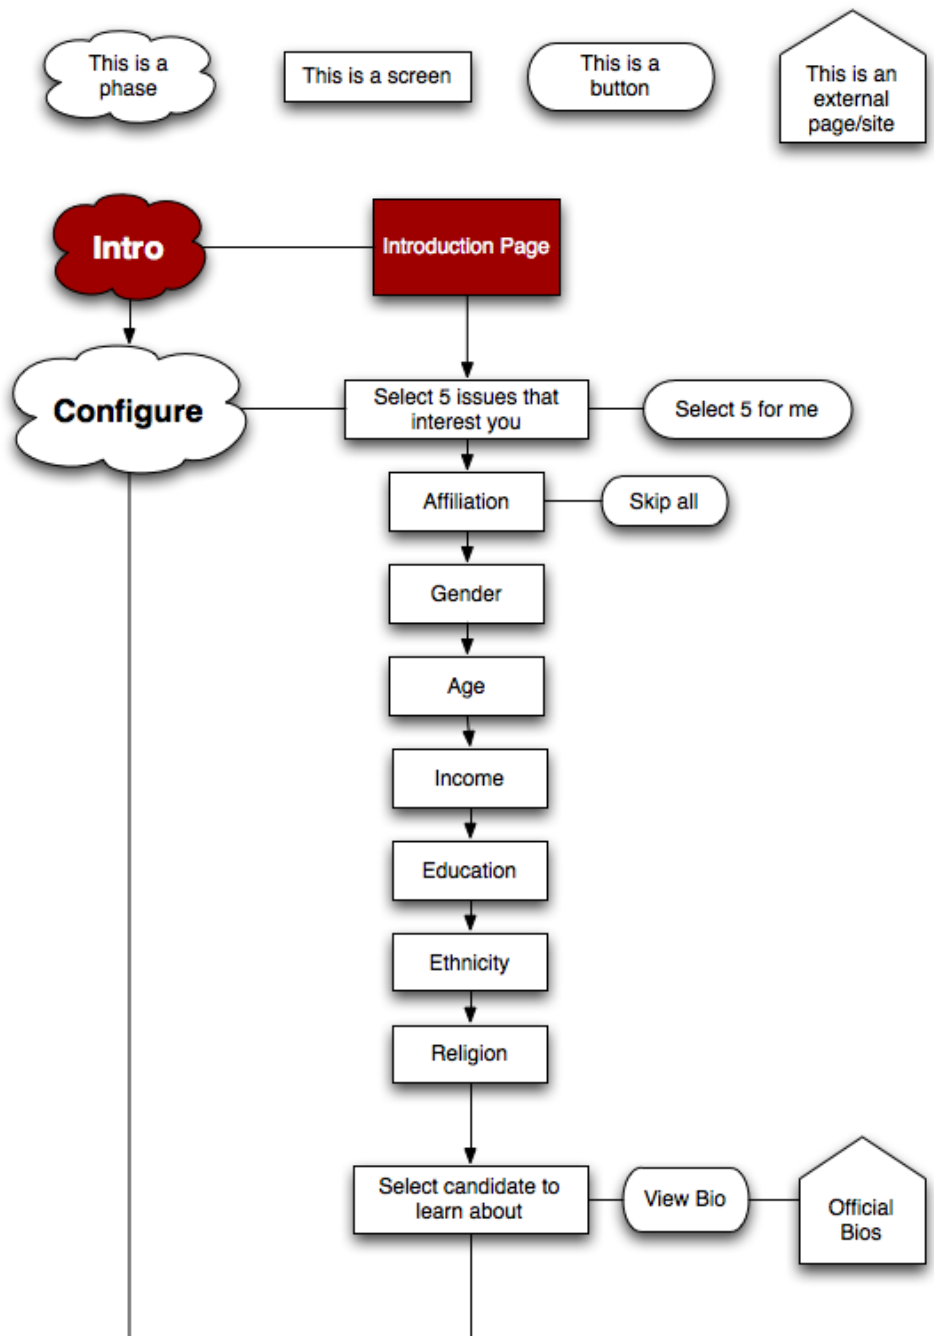 This is a
phase
This is a screen
This is a
button
This is an
external
page/site
Intro
Introduction Page
Configure
Select 5 issues that
interest you
Select 5 for me
Affiliation
Skip all
Gender
Age
Income
Education
Ethnicity
Religion
Select candidate to
learn about
View Bio
Official
Bios